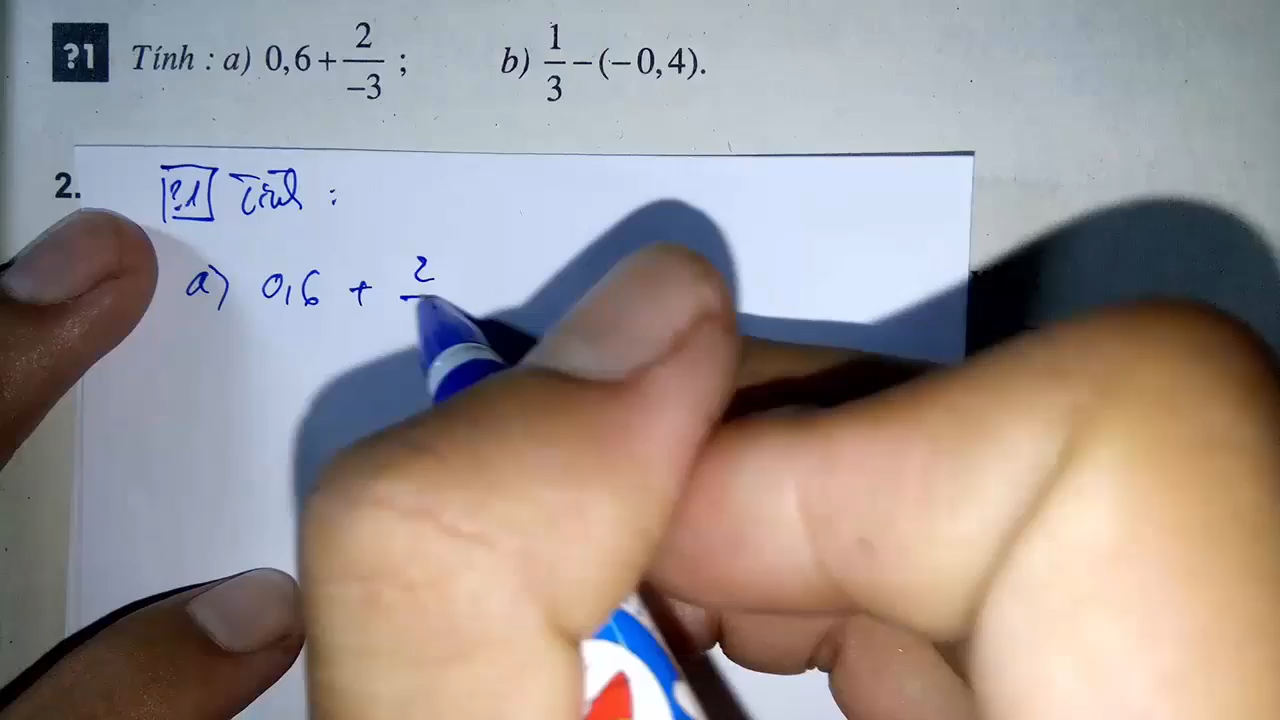 ?1 Tính : a) 0,6 + 2/-3 ; b) 1/3 - (-0,4).
2.
?1 Tính :
a) 0,6 + 2